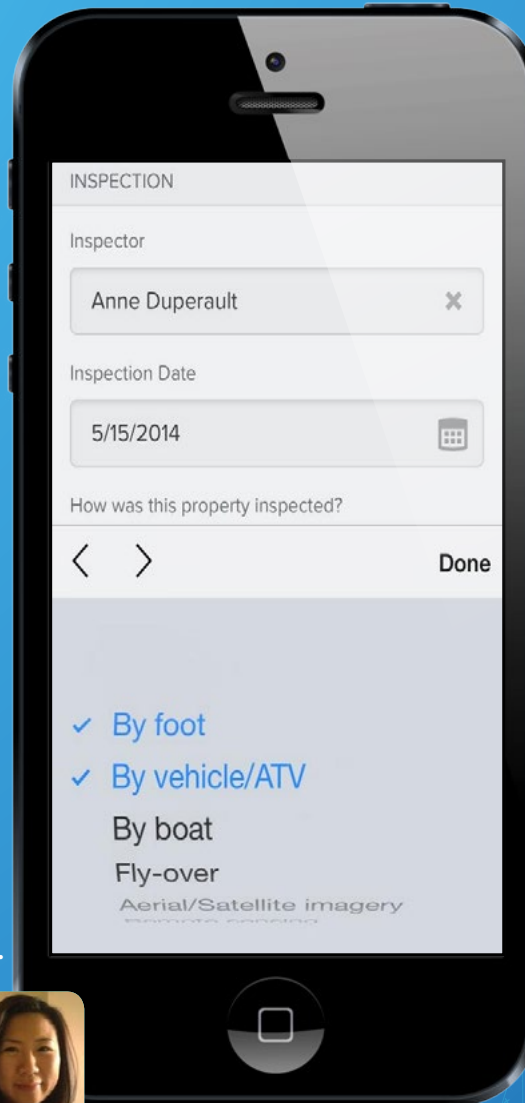 INSPECTION
Inspector
Anne Duperault
Inspection Date
5/15/2014
How was this property inspected?
Done
By foot
By vehicle/ATV
By boat
Fly-over
Aerial/Satellite imagery